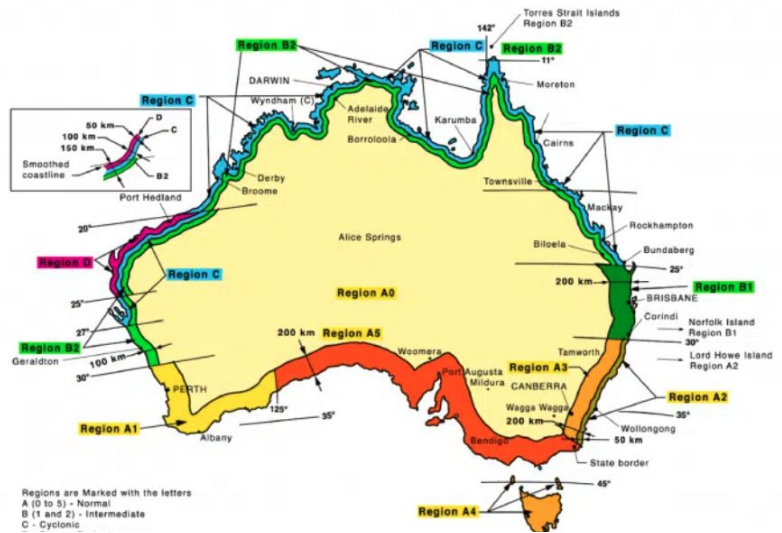 Torres Strait Islands
Region B2
142°
Region B2
Region C
Region B2
11°
DARWIN
Moreton
Wyndham (C)
Region C
Adelaide
River
Karumba
Region C
Borroloola
Cairns
50 km
D
100 km
C
150 km
Smoothed
coastline
B2
Derby
Broome
Townsville
Port Hedland
Mackay
20°
Rockhampton
Alice Springs
Biloela
Bundaberg
Region D
25°
Region C
200 km
Region B1
Region A0
BRISBANE
25°
Corindi
Norfolk Island
Region B1
27°
200 km
Region A5
30°
Region B2
Woomera
Tamworth
Lord Howe Island
Region A2
Geraldton
100 km
Region A3
30°
Port Augusta
Mildura
CANBERRA
PERTH
Region A2
125°
Wagga Wagga
35°
35°
200 km
Region A1
Wollongong
Albany
Bendigo
50 km
State border
45°
Regions are Marked with the letters
A (0 to 5) - Normal
B (1 and 2) - Intermediate
Region A4
C - Cyclonic